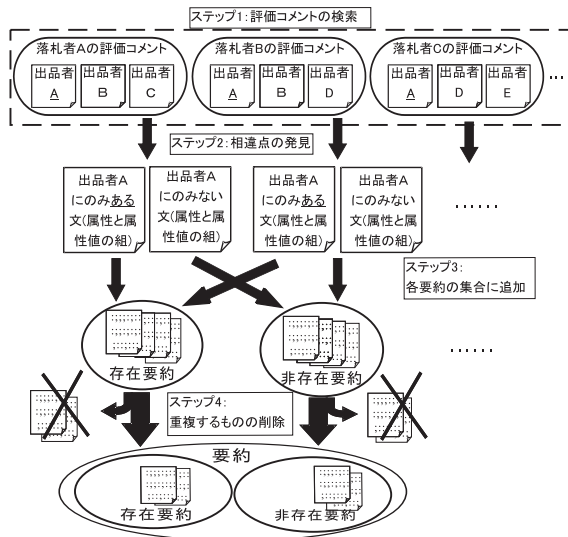 ステップ1:評価コメントの検索
落札者Aの評価コメント
出品者
A
出品者
B
出品者
C
落札者Bの評価コメント
出品者
A
出品者
B
出品者
D
落札者Cの評価コメント
出品者
A
出品者
D
出品者
E
…
ステップ2:相違点の発見
出品者A
にのみある
文(属性と属
性値の組)
出品者A
にのみない
文(属性と属
性値の組)
出品者A
にのみある
文(属性と属
性値の組)
出品者A
にのみない
文(属性と属
性値の組)
……
ステップ3:
各要約の集合に追加
存在要約
非存在要約
……
ステップ4:
重複するものの削除
要約
存在要約
非存在要約